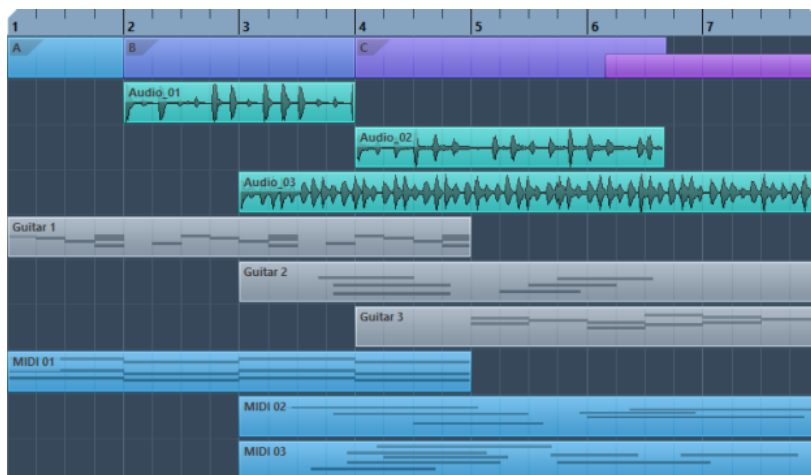 1 2 3 4 5 6 7
A B C
Audio_01
Audio_02
Audio_03
Guitar 1
Guitar 2
Guitar 3
MIDI 01
MIDI 02
MIDI 03